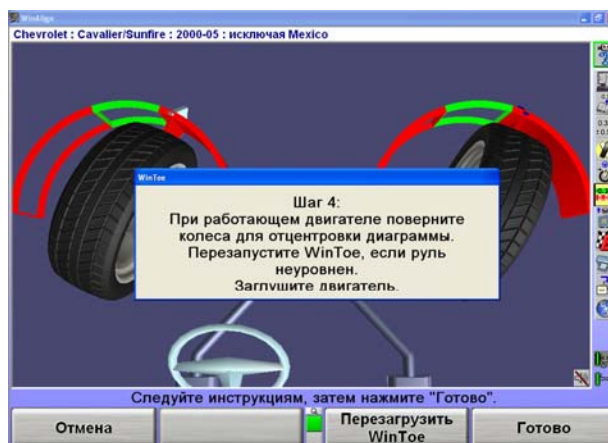 WinAlign
Chevrolet : Cavalier/Sunfire : 2000-05 : исключая Mexico
WinToe
Шаг 4:
При работающем двигателе поверните
колеса для отцентровки диаграммы.
Перезапустите WinToe, если руль
неуровнен.
Заглушите двигатель.
Следуйте инструкциям, затем нажмите "Готово".
Отмена
Перезагрузить
WinToe
Готово